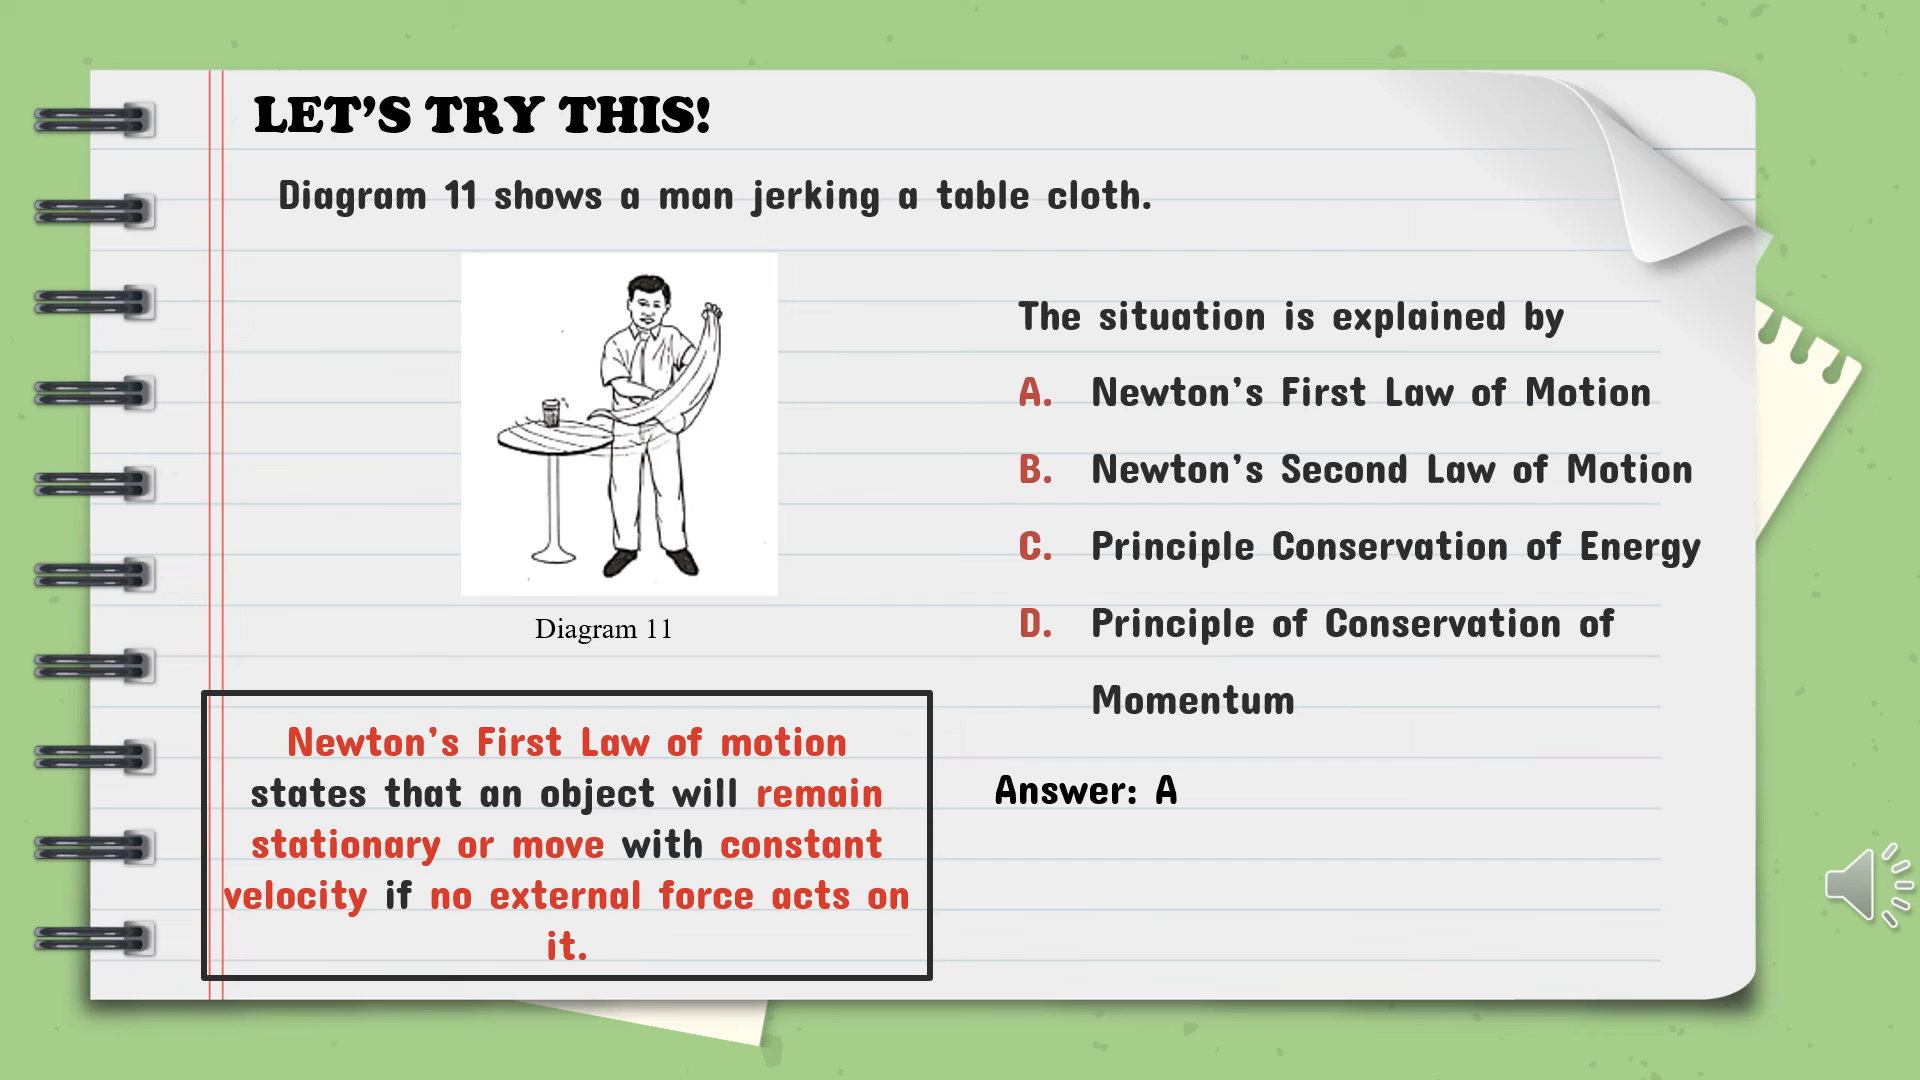 LET’S TRY THIS!
Diagram 11 shows a man jerking a table cloth.
Diagram 11
The situation is explained by
A. Newton’s First Law of Motion
B. Newton’s Second Law of Motion
C. Principle Conservation of Energy
D. Principle of Conservation of
Momentum
Newton’s First Law of motion
states that an object will remain
stationary or move with constant
velocity if no external force acts on
it.
Answer: A